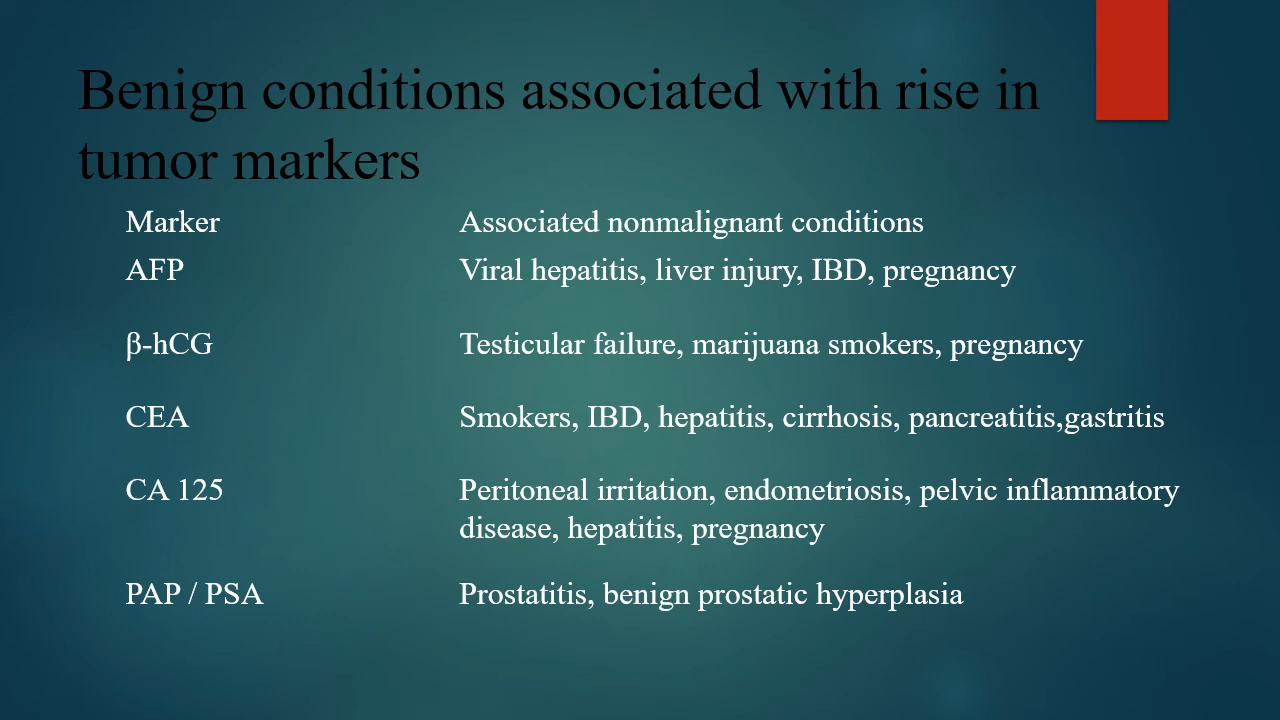 Benign conditions associated with rise in
tumor markers
Marker Associated nonmalignant conditions
AFP Viral hepatitis, liver injury, IBD, pregnancy
β-hCG Testicular failure, marijuana smokers, pregnancy
CEA Smokers, IBD, hepatitis, cirrhosis, pancreatitis,gastritis
CA 125 Peritoneal irritation, endometriosis, pelvic inflammatory
disease, hepatitis, pregnancy
PAP / PSA Prostatitis, benign prostatic hyperplasia